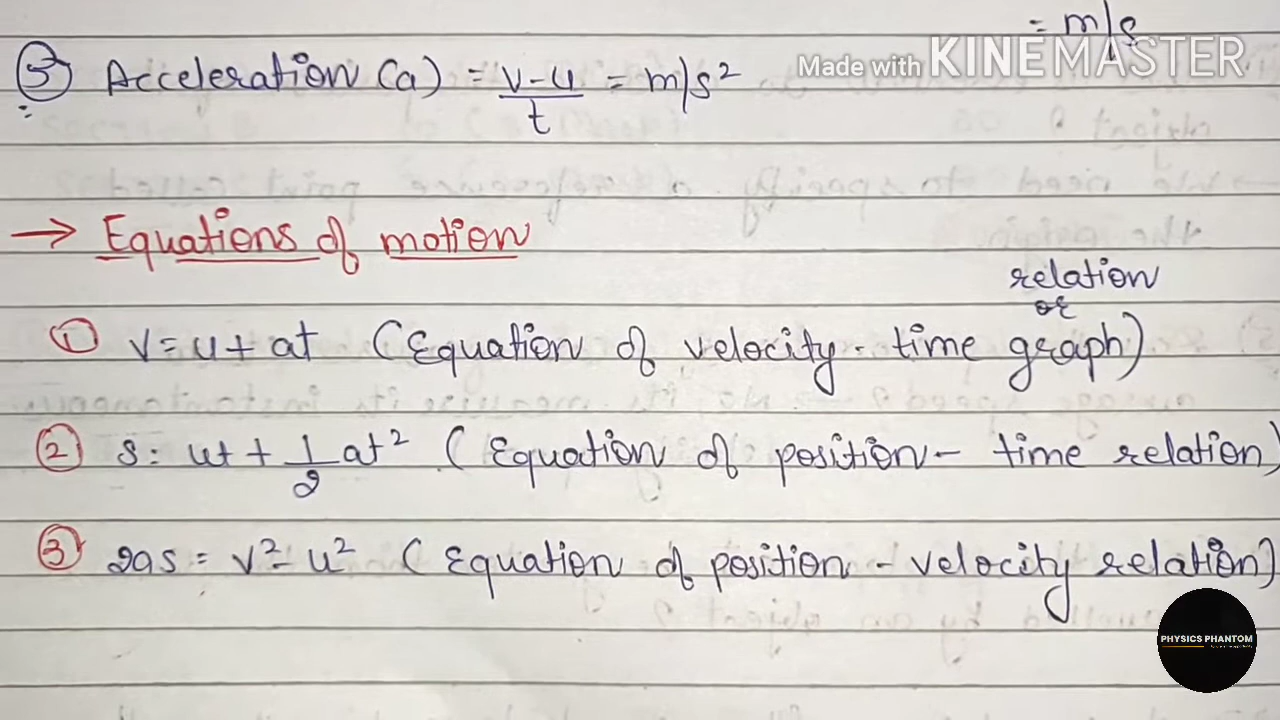 = m/s
Made with KINEMASTER
5 Acceleration (a) = v-u/t = m/s²
→ Equations of motion
relation
or
① v = u + at (Equation of velocity - time graph)
② s = ut + 1/2 at² (Equation of position - time relation)
③ 2as = v² - u² (Equation of position - velocity relation)
PHYSICS PHANTOM